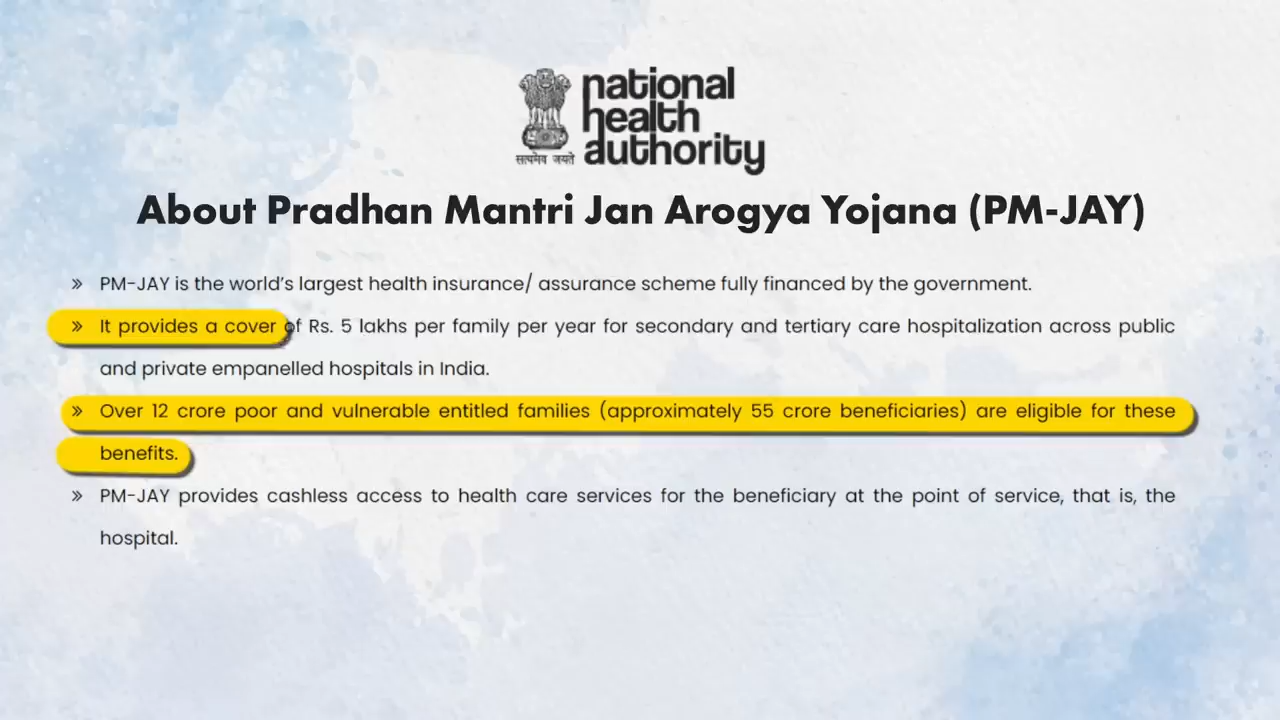 national
health
authority
सत्यमेव जयते
About Pradhan Mantri Jan Arogya Yojana (PM-JAY)
» PM-JAY is the world's largest health insurance/ assurance scheme fully financed by the government.
» It provides a cover of Rs. 5 lakhs per family per year for secondary and tertiary care hospitalization across public
and private empanelled hospitals in India.
» Over 12 crore poor and vulnerable entitled families (approximately 55 crore beneficiaries) are eligible for these
benefits.
» PM-JAY provides cashless access to health care services for the beneficiary at the point of service, that is, the
hospital.